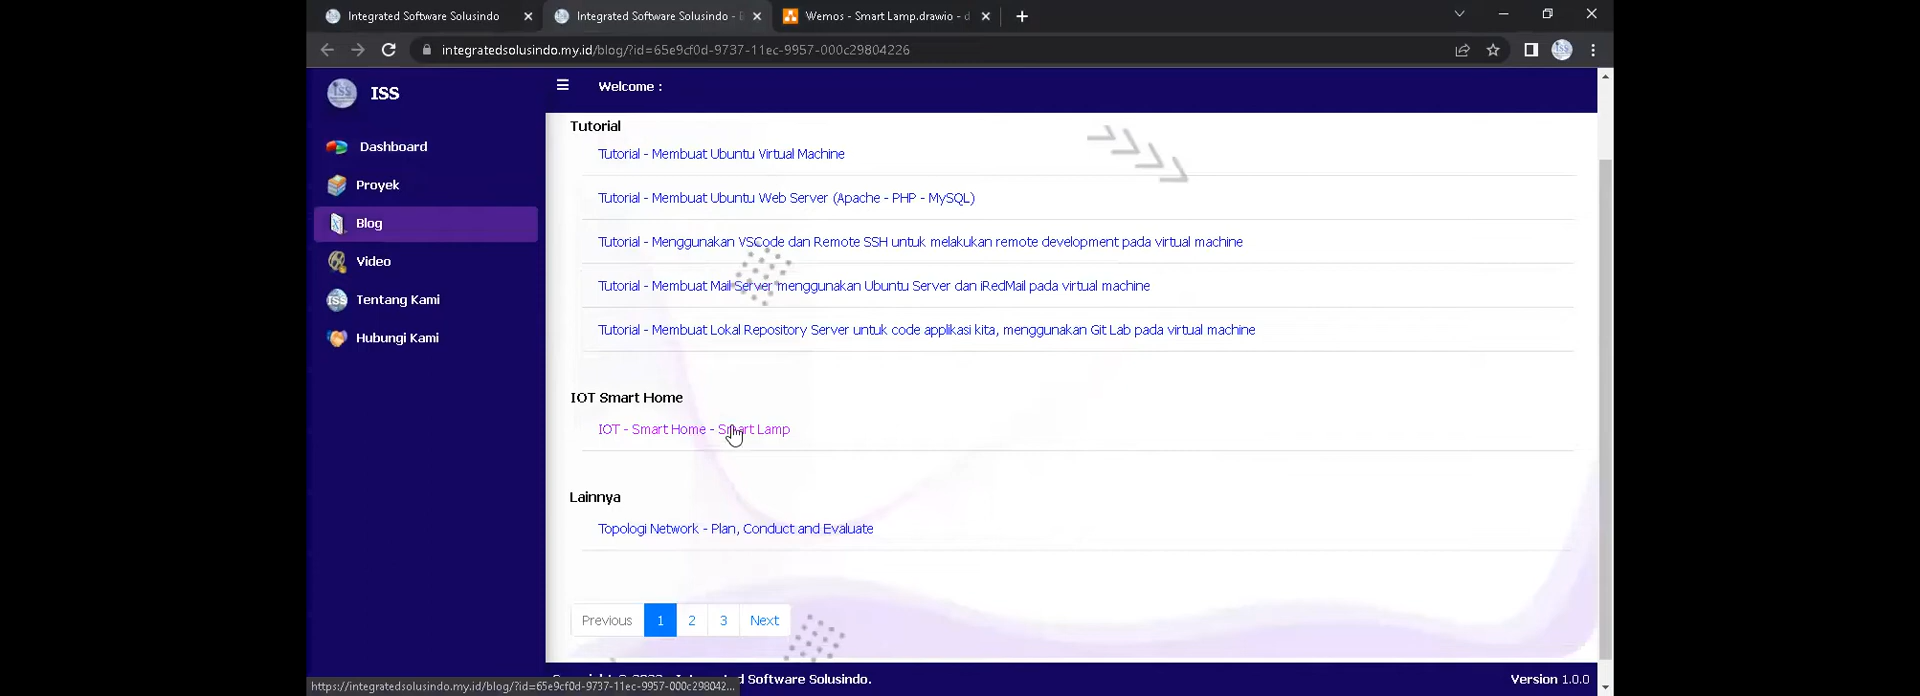 Integrated Software Solusindo
Integrated Software Solusindo -
Wemos - Smart Lamp.drawio - d
integratedsolusindo.my.id/blog/?id=65e9cf0d-9737-11ec-9957-000c29804226
ISS
Welcome :
Dashboard
Proyek
Blog
Video
Tentang Kami
Hubungi Kami
Tutorial
Tutorial - Membuat Ubuntu Virtual Machine
Tutorial - Membuat Ubuntu Web Server (Apache - PHP - MySQL)
Tutorial - Menggunakan VSCode dan Remote SSH untuk melakukan remote development pada virtual machine
Tutorial - Membuat Mail Server menggunakan Ubuntu Server dan iRedMail pada virtual machine
Tutorial - Membuat Lokal Repository Server untuk code applikasi kita, menggunakan Git Lab pada virtual machine
IOT Smart Home
IOT - Smart Home - Smart Lamp
Lainnya
Topologi Network - Plan, Conduct and Evaluate
Previous 1 2 3 Next
Software Solusindo.
Version 1.0.0
https://integratedsolusindo.my.id/blog/?id=65e9cf0d-9737-11ec-9957-000c298042...